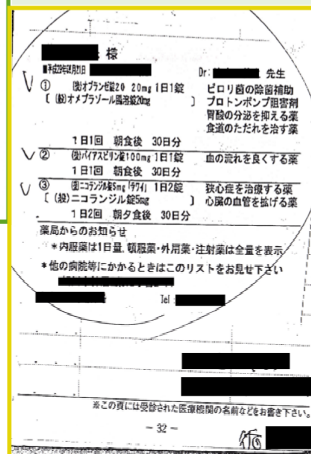 様
Dr: 先生
① (後)オブランゼ錠20 20mg 1日1錠 ピロリ菌の除菌補助
[ (般)オメプラゾール腸溶錠20mg ] プロトンポンプ阻害剤
胃酸の分泌を抑える薬
食道のただれを治す薬
1日1回 朝食後 30日分
② バイアスピリン錠100mg 1日1錠 血の流れを良くする薬
1日1回 朝食後 30日分
③ ニコランジル錠5mg「サワイ」 1日2錠 狭心症を治療する薬
[ (般)ニコランジル錠5mg ] 心臓の血管を拡げる薬
1日2回 朝夕食後 30日分
薬局からのお知らせ
*内服薬は1日量、頓服薬・外用薬・注射薬は全量を表示
*他の病院等にかかるときはこのリストをお見せ下さい
Tel
※この頁には受診された医療機関の名前などをお書き下さい。
- 32 -